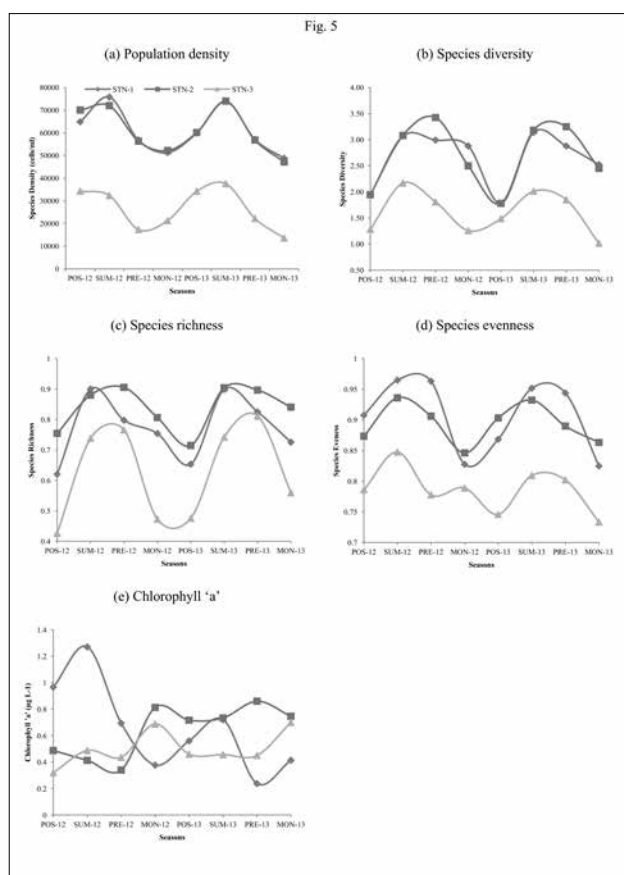 Fig. 5
(a) Population density
STN-1 STN-2 STN-3
80000
70000
60000
50000
40000
30000
20000
10000
0
Species Density (cells/ml)
POS-12 SUM-12 PRE-12 MON-12 POS-13 SUM-13 PRE-13 MON-13
Seasons
(b) Species diversity
4.00
3.50
3.00
2.50
2.00
1.50
1.00
0.50
Species Diversity
POS-12 SUM-12 PRE-12 MON-12 POS-13 SUM-13 PRE-13 MON-13
Seasons
(c) Species richness
1
0.9
0.8
0.7
0.6
0.5
0.4
Species Richness
POS-12 SUM-12 PRE-12 MON-12 POS-13 SUM-13 PRE-13 MON-13
Seasons
(d) Species evenness
1
0.95
0.9
0.85
0.8
0.75
0.7
Species Eveness
POS-12 SUM-12 PRE-12 MON-12 POS-13 SUM-13 PRE-13 MON-13
Seasons
(e) Chlorophyll ‘a’
1.4
1.2
1
0.8
0.6
0.4
0.2
0
Chlorophyll 'a' (µg L-1)
POS-12 SUM-12 PRE-12 MON-12 POS-13 SUM-13 PRE-13 MON-13
Seasons